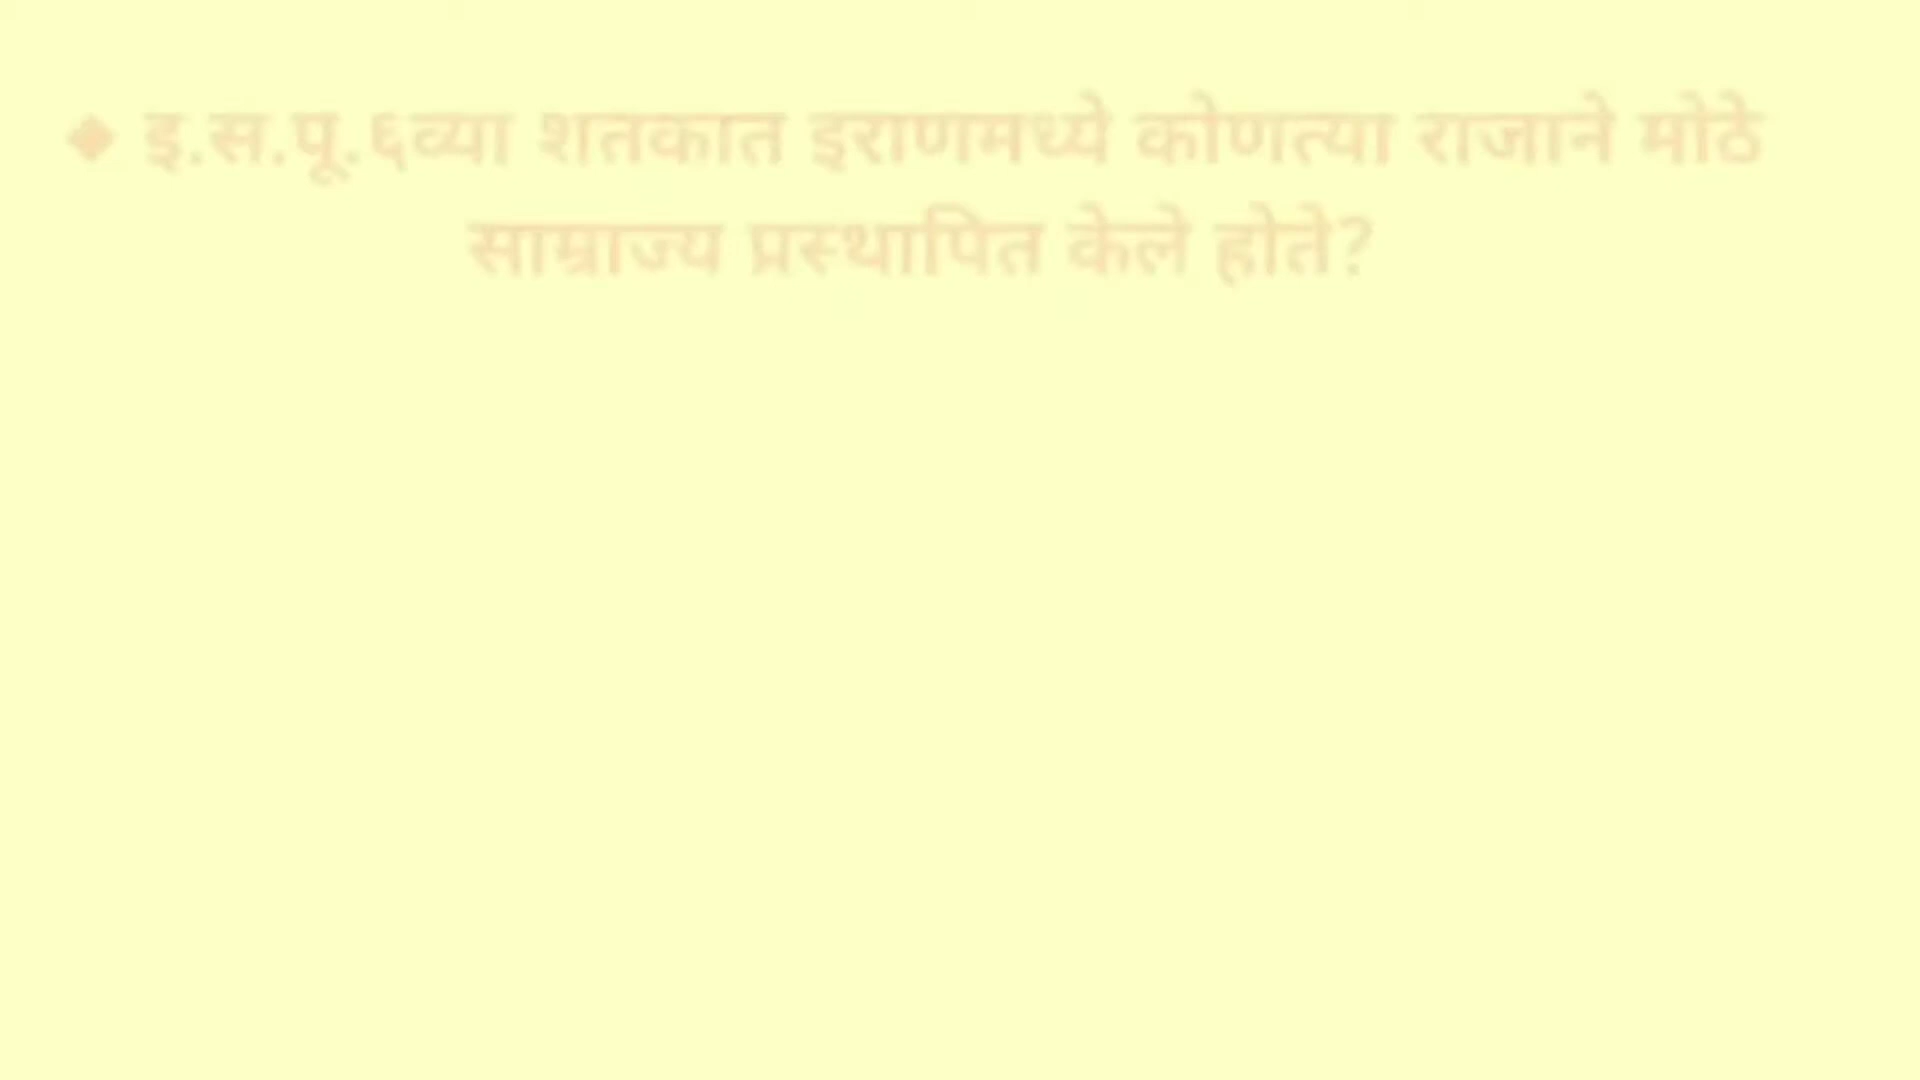 ◆ इ.स.पू.६व्या शतकात इराणमध्ये कोणत्या राजाने मोठे
साम्राज्य प्रस्थापित केले होते?